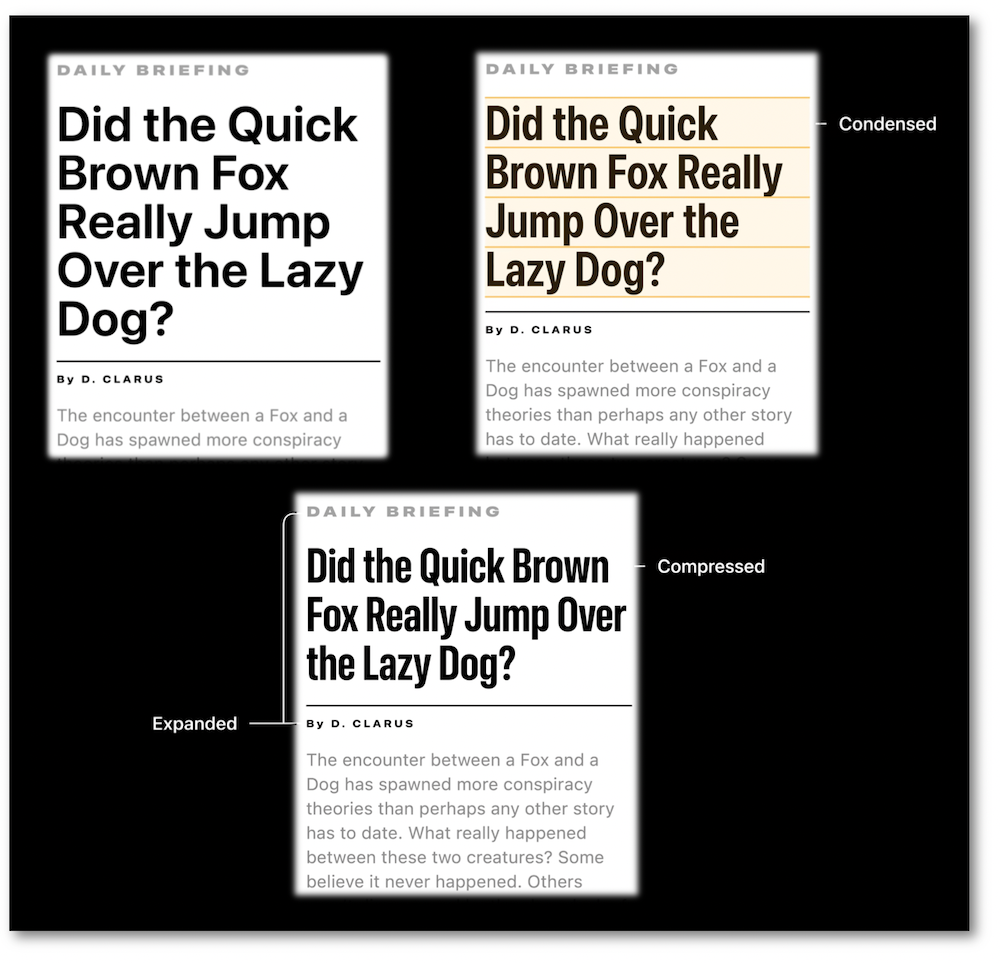 DAILY BRIEFING
Did the Quick
Brown Fox
Really Jump
Over the Lazy
Dog?
By D. CLARUS
The encounter between a Fox and a
Dog has spawned more conspiracy
DAILY BRIEFING
Did the Quick
Brown Fox Really
Jump Over the
Lazy Dog?
By D. CLARUS
The encounter between a Fox and a
Dog has spawned more conspiracy
theories than perhaps any other story
has to date. What really happened
Condensed
DAILY BRIEFING
Did the Quick Brown
Fox Really Jump Over
the Lazy Dog?
By D. CLARUS
The encounter between a Fox and a
Dog has spawned more conspiracy
theories than perhaps any other story
has to date. What really happened
between these two creatures? Some
believe it never happened. Others
Compressed
Expanded